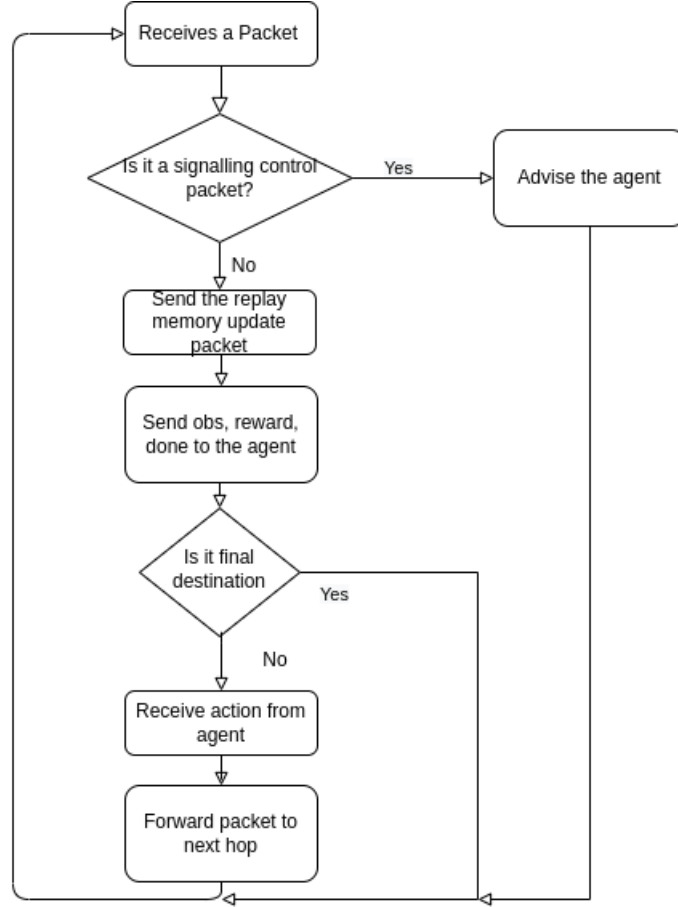 Receives a Packet
Is it a signalling control
packet?
Yes
Advise the agent
No
Send the replay
memory update
packet
Send obs, reward,
done to the agent
Is it final
destination
Yes
No
Receive action from
agent
Forward packet to
next hop